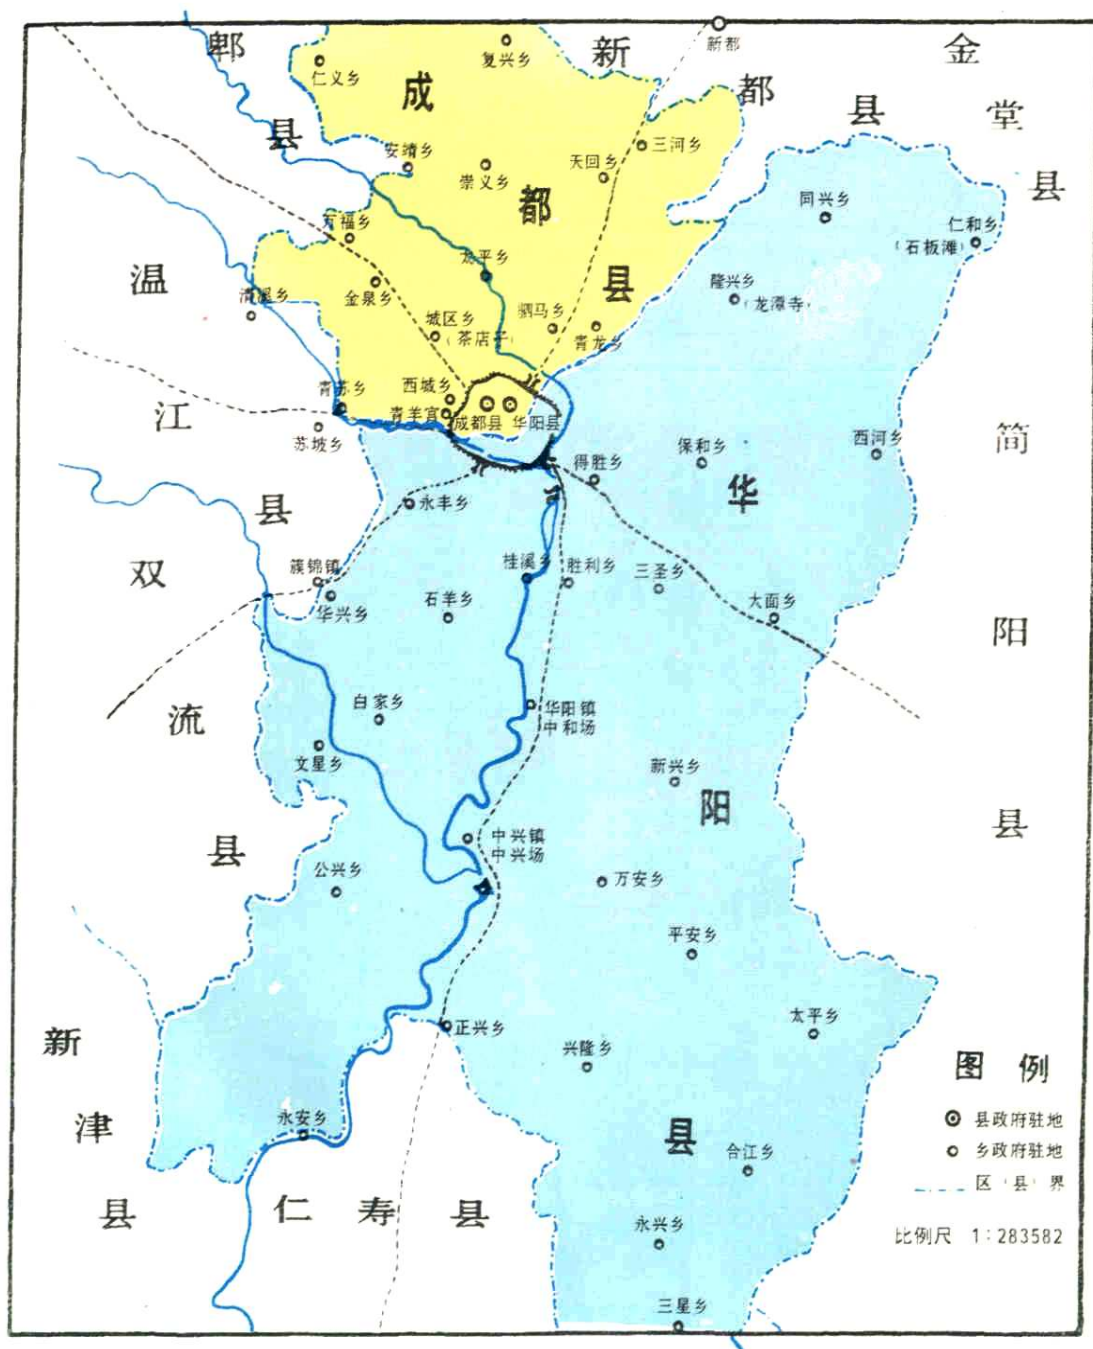 郫
县
成
都
县
新
都
县
金
堂
县
新都
仁义乡
复兴乡
安靖乡
崇义乡
天回乡
三河乡
同兴乡
仁和乡
（石板滩）
万福乡
太平乡
金泉乡
清溪乡
隆兴乡
（龙潭寺）
城区乡
（茶店子）
驷马乡
青龙乡
温
江
县
青苏乡
西城乡
青羊宫
成都县
华阳县
苏坡乡
得胜乡
保和乡
西河乡
简
阳
县
华
阳
县
永丰乡
双
流
县
簇锦镇
华兴乡
石羊乡
桂溪乡
胜利乡
三圣乡
大面乡
白家乡
华阳镇
中和场
文星乡
新兴乡
中兴镇
中兴场
公兴乡
万安乡
平安乡
正兴乡
兴隆乡
太平乡
新
津
县
永安乡
仁寿县
合江乡
永兴乡
三星乡
图例
县政府驻地
乡政府驻地
区（县）界
比例尺 1:283582